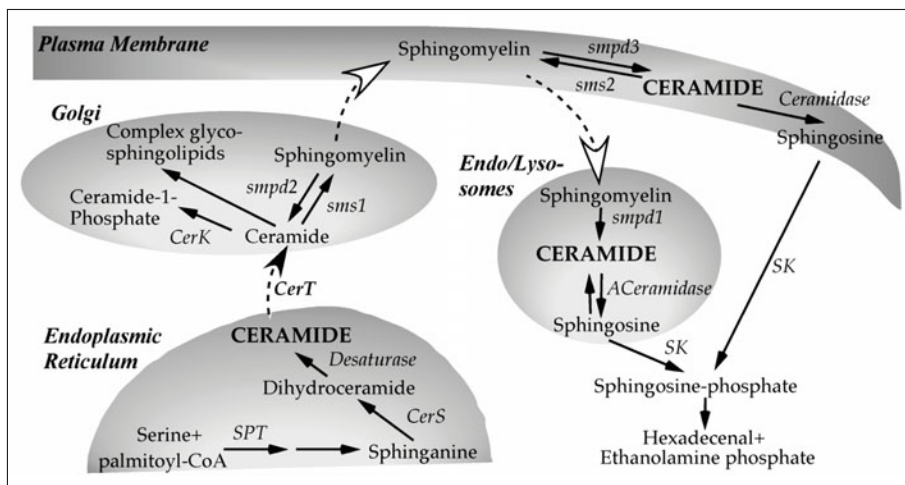 Plasma Membrane
Sphingomyelin
smpd3
sms2
CERAMIDE
Ceramidase
Sphingosine
Golgi
Complex glyco-
sphingolipids
Sphingomyelin
smpd2
sms1
Ceramide-1-
Phosphate
CerK
Ceramide
CerT
Endo/Lyso-
somes
Sphingomyelin
smpd1
CERAMIDE
ACeramidase
Sphingosine
SK
SK
Sphingosine-phosphate
Hexadecenal+
Ethanolamine phosphate
Endoplasmic
Reticulum
CERAMIDE
Desaturase
Dihydroceramide
CerS
Serine+
palmitoyl-CoA
SPT
Sphinganine